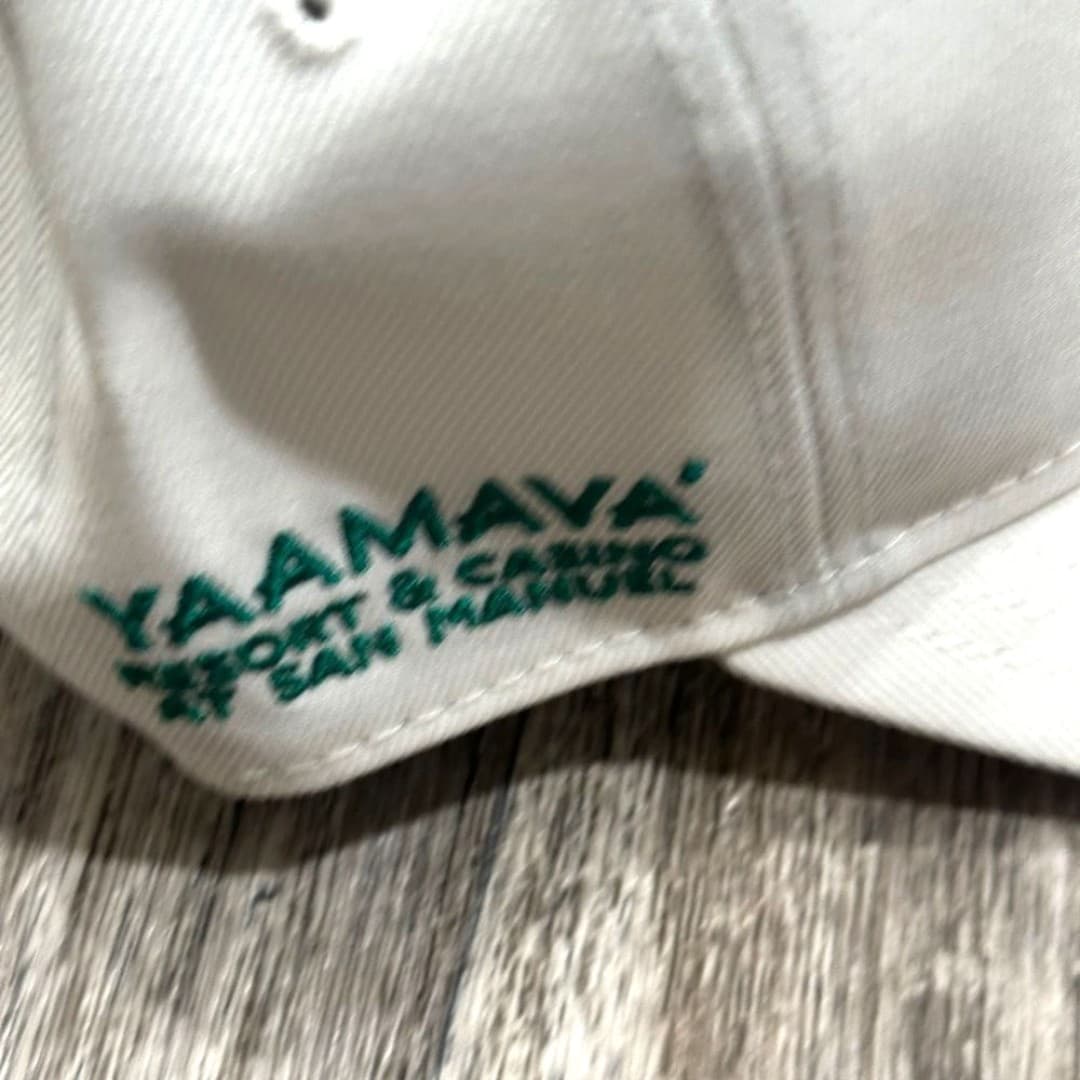 YAAMAVA'
RESORT & CASINO
AT SAN MANUEL